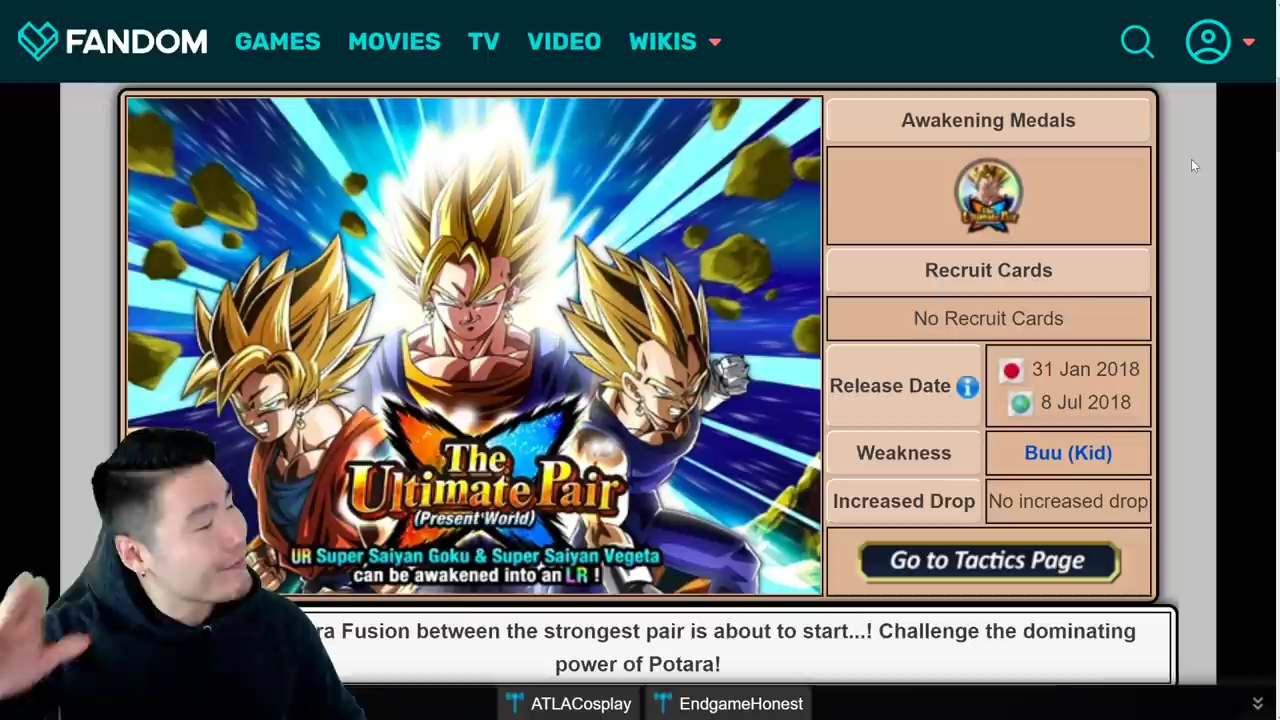 FANDOM GAMES MOVIES TV VIDEO WIKIS
Awakening Medals
The
Ultimate Pair
Recruit Cards
No Recruit Cards
Release Date
31 Jan 2018
8 Jul 2018
Weakness
Buu (Kid)
Increased Drop
No increased drop
Go to Tactics Page
The
Ultimate Pair
(Present World)
UR Super Saiyan Goku & Super Saiyan Vegeta
can be awakened into an LR !
Fusion between the strongest pair is about to start...! Challenge the dominating
power of Potara!
ATLACosplay
EndgameHonest